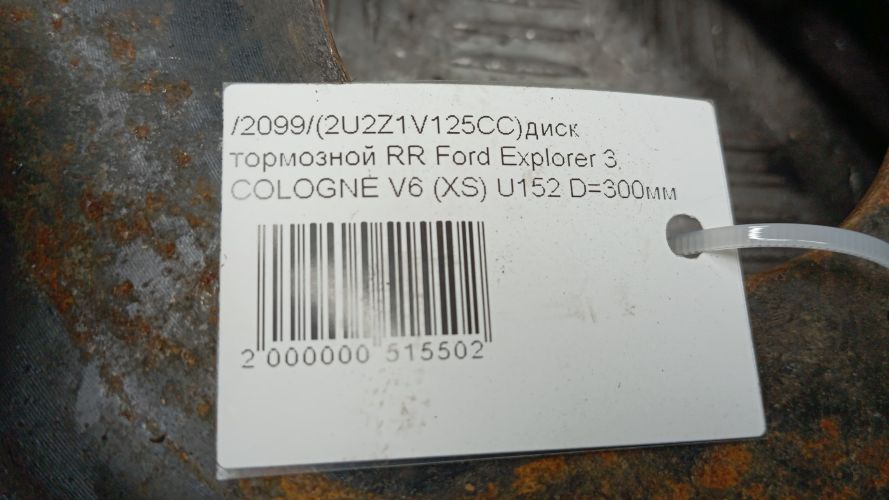 /2099/(2U2Z1V125CC)диск
тормозной RR Ford Explorer 3,
COLOGNE V6 (XS) U152 D=300мм
2 000000 515502